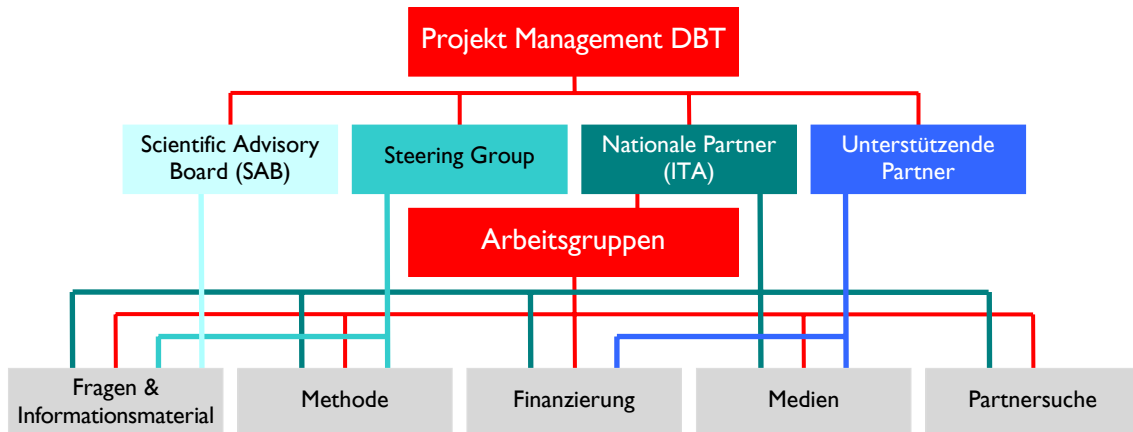 Projekt Management DBT
Scientific Advisory
Board (SAB)
Steering Group
Nationale Partner
(ITA)
Unterstützende
Partner
Arbeitsgruppen
Fragen &
Informationsmaterial
Methode
Finanzierung
Medien
Partnersuche